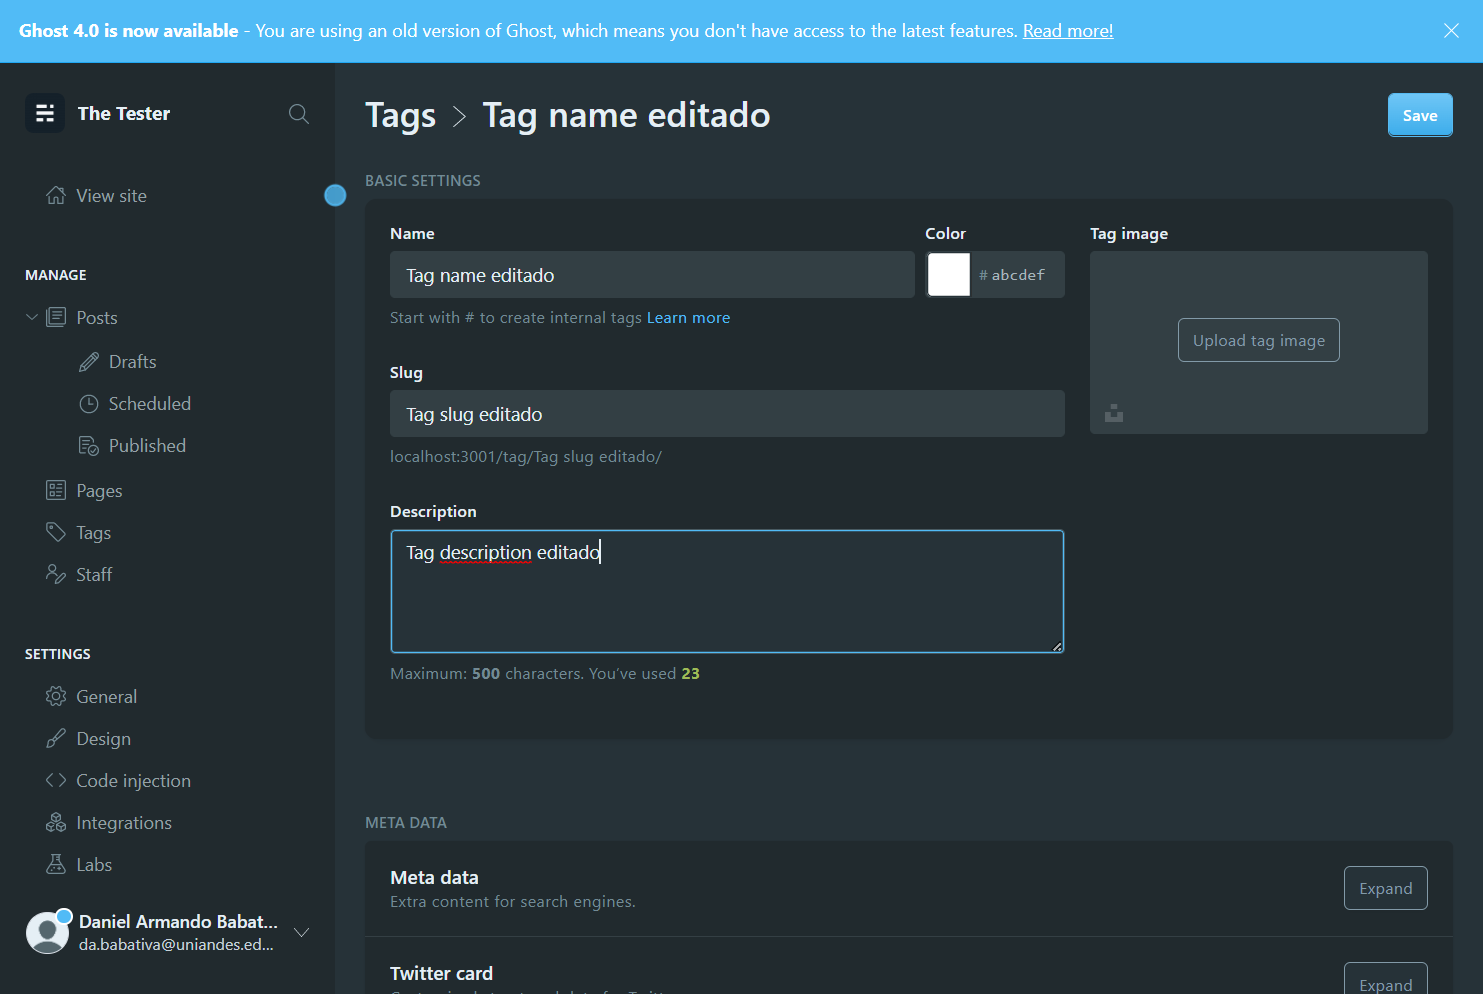 Ghost 4.0 is now available - You are using an old version of Ghost, which means you don't have access to the latest features. Read more!
The Tester
View site
MANAGE
Posts
Drafts
Scheduled
Published
Pages
Tags
Staff
SETTINGS
General
Design
Code injection
Integrations
Labs
Daniel Armando Babat...
da.babativa@uniandes.ed...
Tags > Tag name editado
Save
BASIC SETTINGS
Name
Tag name editado
Start with # to create internal tags Learn more
Color
# abcdef
Tag image
Upload tag image
Slug
Tag slug editado
localhost:3001/tag/Tag slug editado/
Description
Tag description editado
Maximum: 500 characters. You've used 23
META DATA
Meta data
Extra content for search engines.
Expand
Twitter card
Expand